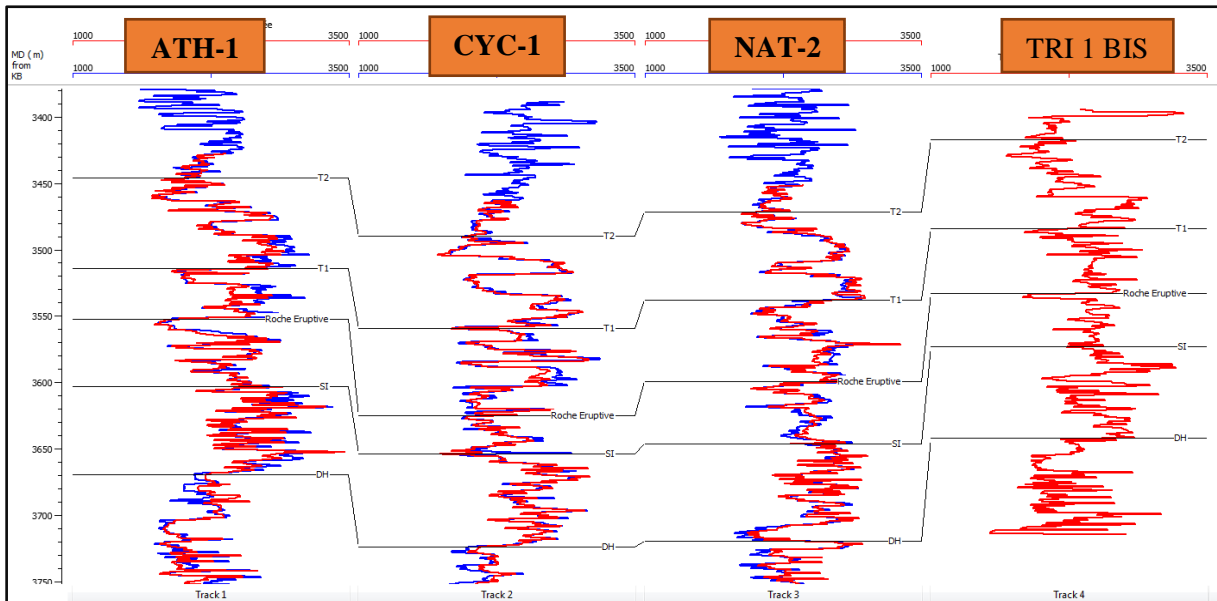 ee
ATH-1
CYC-1
NAT-2
TRI 1 BIS
1000 3500 1000 3500 1000 3500
MD (m)
from
KB
1000 3500 1000 3500 1000 3500 1000 3500
3400
3450
3500
3550
3600
3650
3700
3750
T2 T2 T2 T2
T1 T1 T1 T1
Roche Eruptive Roche Eruptive Roche Eruptive Roche Eruptive
SI SI SI SI
DH DH DH DH
Track 1 Track 2 Track 3 Track 4